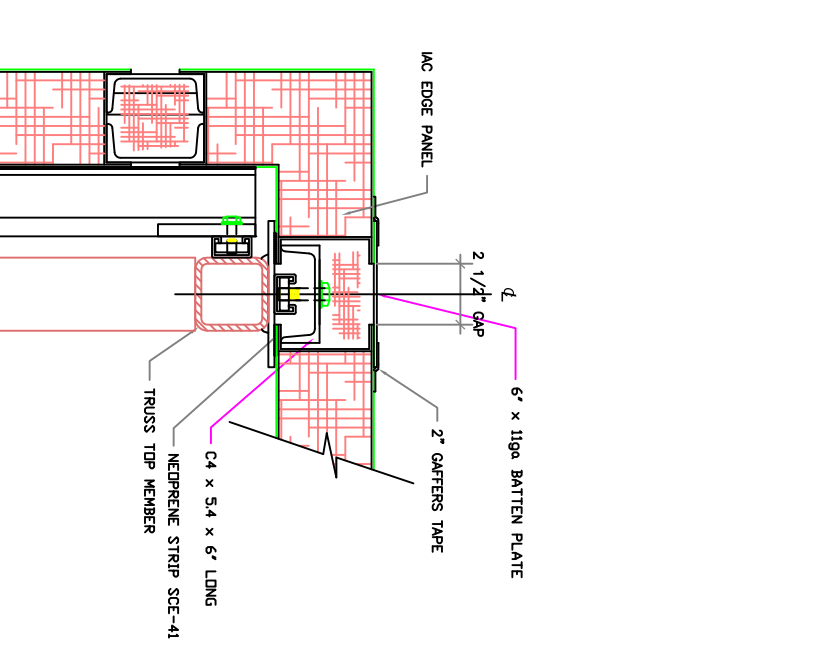 6" x 11ga BATTEN PLATE
℄
2 1/2" GAP
2" GAFFERS TAPE
IAC EDGE PANEL
C4 x 5.4 x 6" LONG
NEOPRENE STRIP SCE-41
TRUSS TOP MEMBER